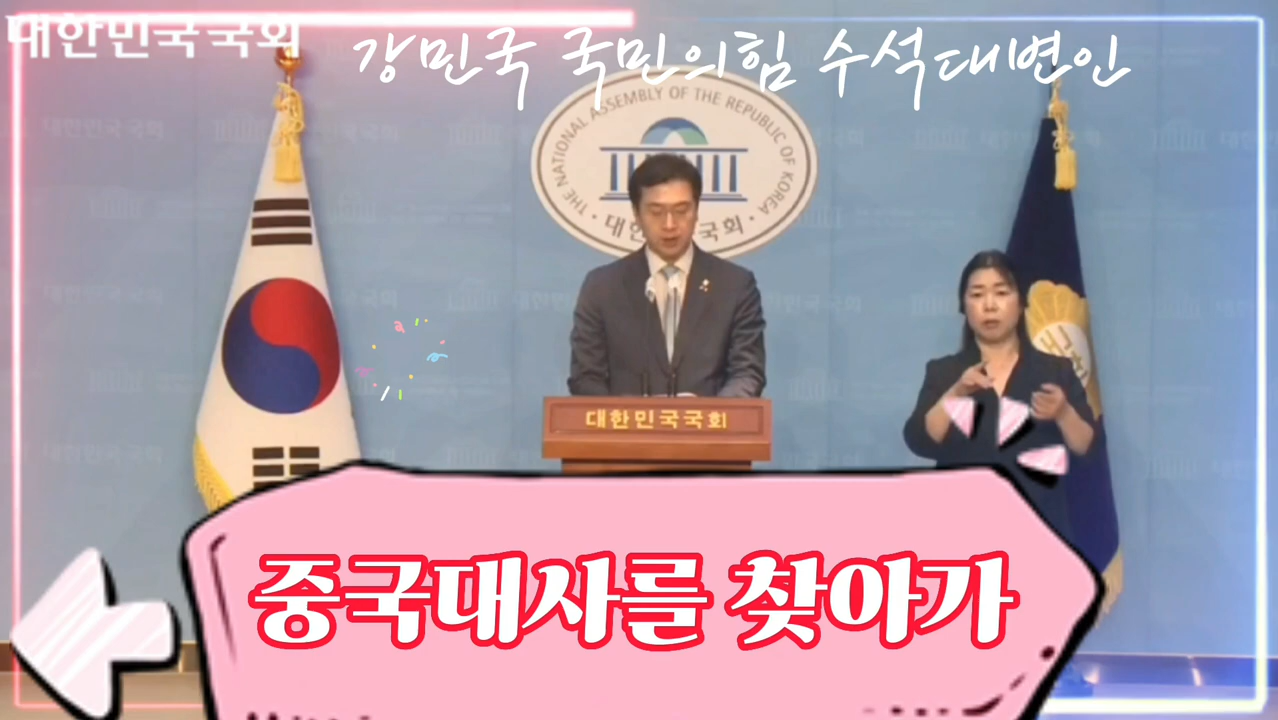 대한민국국회
강민국 국민의힘 수석대변인
THE NATIONAL ASSEMBLY OF THE REPUBLIC OF KOREA
대한 국회
대한민국국회
중국대사를 찾아가